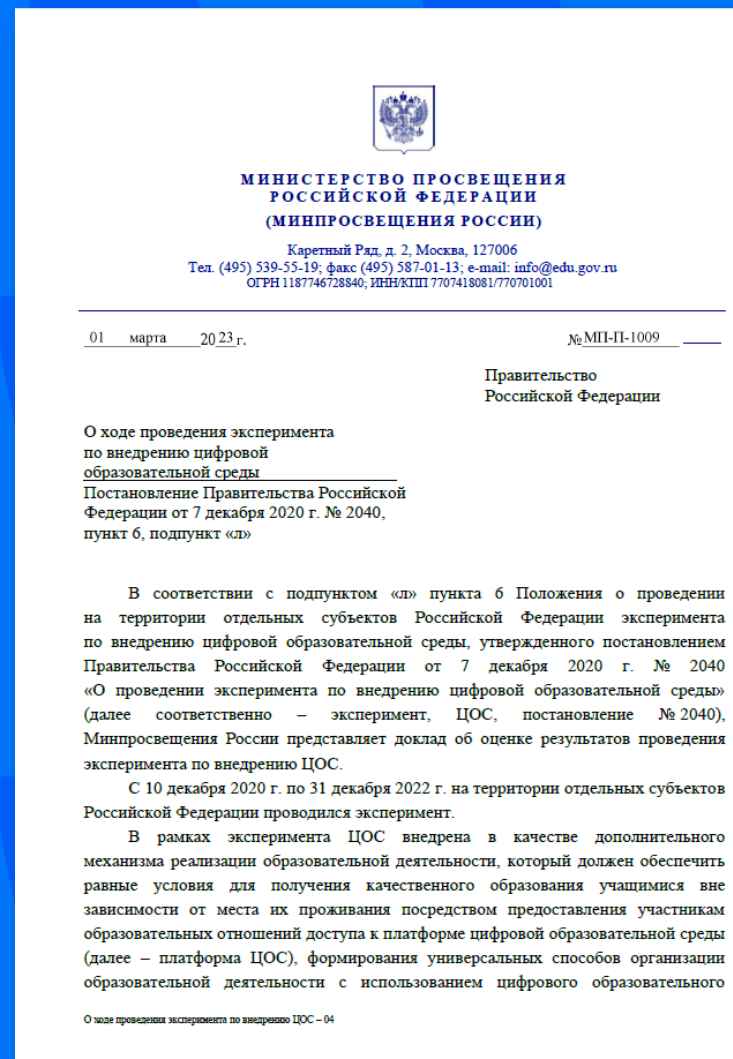 МИНИСТЕРСТВО ПРОСВЕЩЕНИЯ
РОССИЙСКОЙ ФЕДЕРАЦИИ
(МИНПРОСВЕЩЕНИЯ РОССИИ)
Каретный Ряд, д. 2, Москва, 127006
Тел. (495) 539-55-19; факс (495) 587-01-13; e-mail: info@edu.gov.ru
ОГРН 1187746728840; ИНН/КПП 7707418081/770701001
01 марта 2023 г. № МП-П-1009
Правительство
Российской Федерации
О ходе проведения эксперимента
по внедрению цифровой
образовательной среды
Постановление Правительства Российской
Федерации от 7 декабря 2020 г. № 2040,
пункт 6, подпункт «л»
В соответствии с подпунктом «л» пункта 6 Положения о проведении
на территории отдельных субъектов Российской Федерации эксперимента
по внедрению цифровой образовательной среды, утвержденного постановлением
Правительства Российской Федерации от 7 декабря 2020 г. № 2040
«О проведении эксперимента по внедрению цифровой образовательной среды»
(далее соответственно – эксперимент, ЦОС, постановление № 2040),
Минпросвещения России представляет доклад об оценке результатов проведения
эксперимента по внедрению ЦОС.
С 10 декабря 2020 г. по 31 декабря 2022 г. на территории отдельных субъектов
Российской Федерации проводился эксперимент.
В рамках эксперимента ЦОС внедрена в качестве дополнительного
механизма реализации образовательной деятельности, который должен обеспечить
равные условия для получения качественного образования учащимися вне
зависимости от места их проживания посредством предоставления участникам
образовательных отношений доступа к платформе цифровой образовательной среды
(далее – платформа ЦОС), формирования универсальных способов организации
образовательной деятельности с использованием цифрового образовательного
О ходе проведения эксперимента по внедрению ЦОС – 04